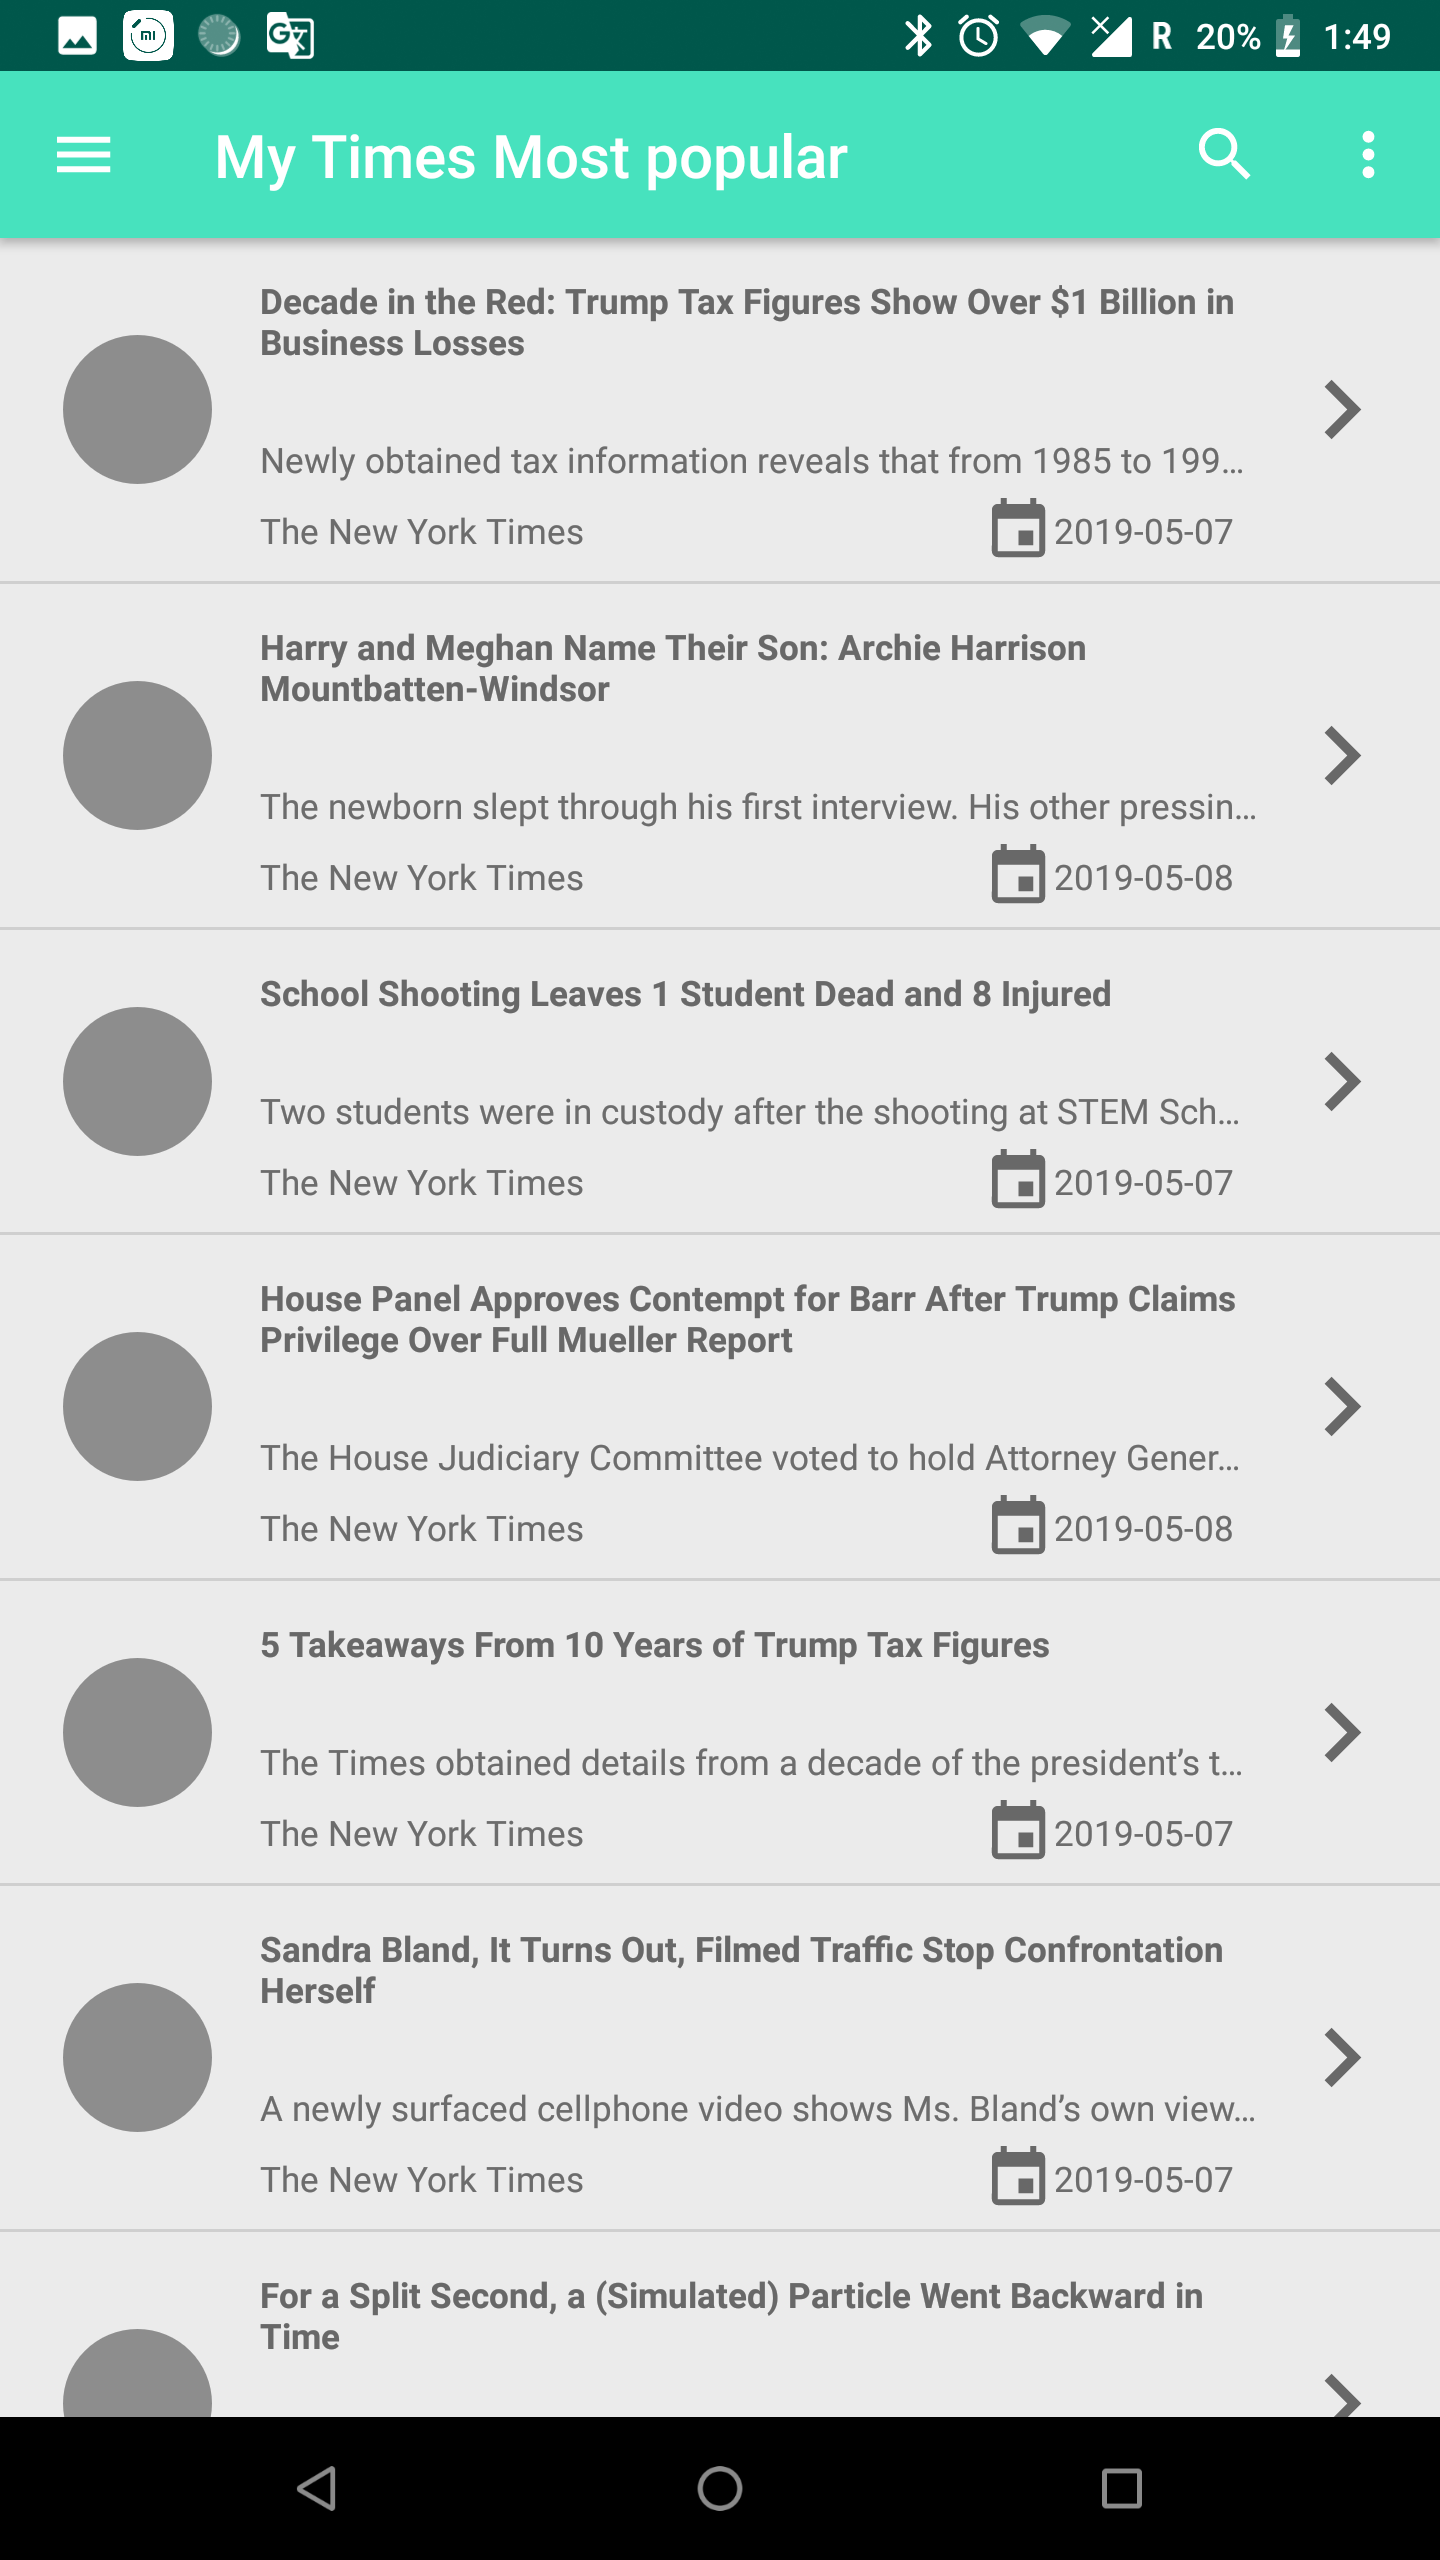 R 20% 1:49
My Times Most popular
Decade in the Red: Trump Tax Figures Show Over $1 Billion in
Business Losses
Newly obtained tax information reveals that from 1985 to 199…
The New York Times 2019-05-07
Harry and Meghan Name Their Son: Archie Harrison
Mountbatten-Windsor
The newborn slept through his first interview. His other pressin…
The New York Times 2019-05-08
School Shooting Leaves 1 Student Dead and 8 Injured
Two students were in custody after the shooting at STEM Sch…
The New York Times 2019-05-07
House Panel Approves Contempt for Barr After Trump Claims
Privilege Over Full Mueller Report
The House Judiciary Committee voted to hold Attorney Gener…
The New York Times 2019-05-08
5 Takeaways From 10 Years of Trump Tax Figures
The Times obtained details from a decade of the president’s t…
The New York Times 2019-05-07
Sandra Bland, It Turns Out, Filmed Traffic Stop Confrontation
Herself
A newly surfaced cellphone video shows Ms. Bland’s own view…
The New York Times 2019-05-07
For a Split Second, a (Simulated) Particle Went Backward in
Time